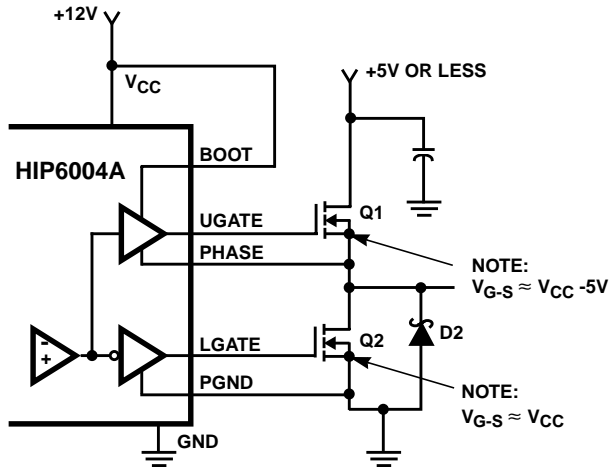 +12V
VCC
+5V OR LESS
BOOT
HIP6004A
UGATE
Q1
PHASE
NOTE:
VG-S ≈ VCC -5V
LGATE
Q2
D2
- +
PGND
NOTE:
VG-S ≈ VCC
GND